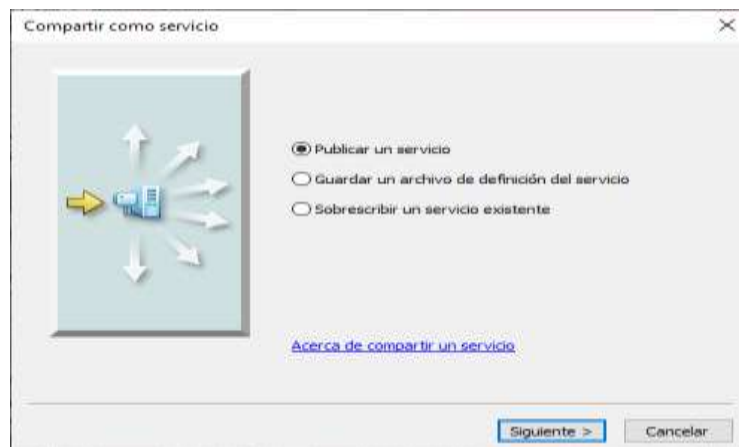 Compartir como servicio
Publicar un servicio
Guardar un archivo de definición del servicio
Sobrescribir un servicio existente
Acerca de compartir un servicio
Siguiente >
Cancelar